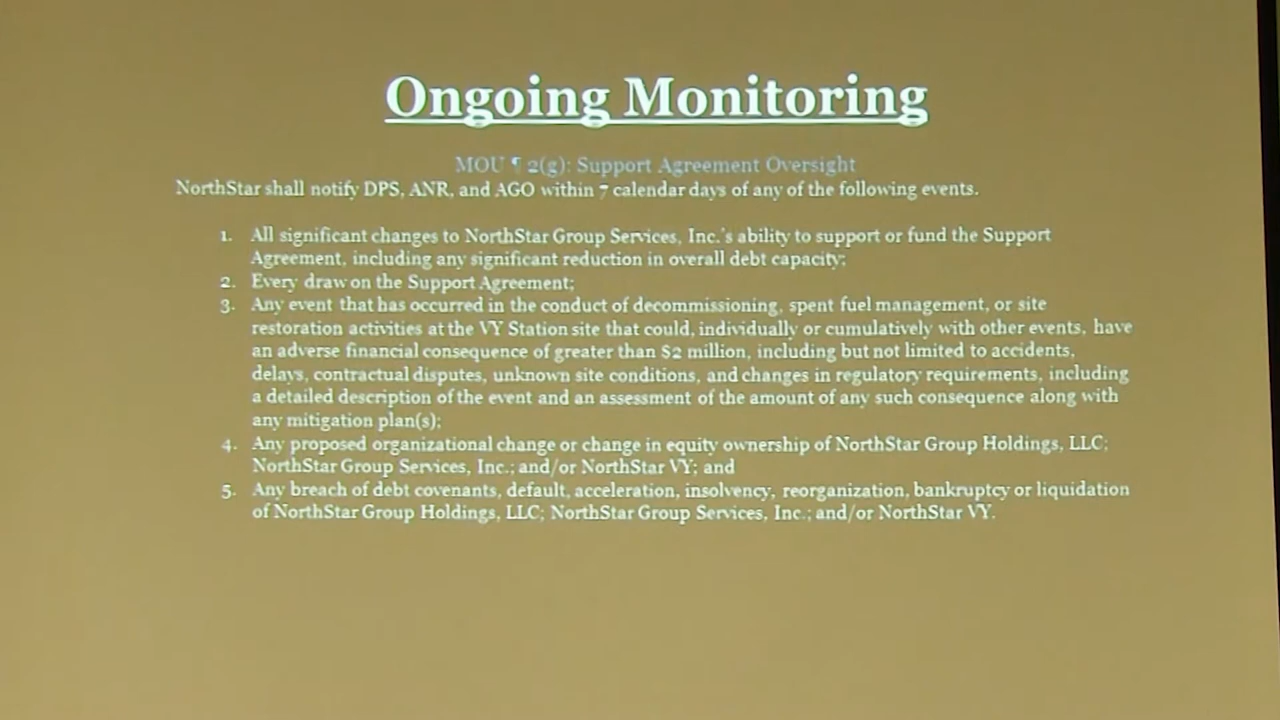 Ongoing Monitoring
MOU ¶ 2(g): Support Agreement Oversight
NorthStar shall notify DPS, ANR, and AGO within 7 calendar days of any of the following events.
1. All significant changes to NorthStar Group Services, Inc.'s ability to support or fund the Support
Agreement, including any significant reduction in overall debt capacity;
2. Every draw on the Support Agreement;
3. Any event that has occurred in the conduct of decommissioning, spent fuel management, or site
restoration activities at the VY Station site that could, individually or cumulatively with other events, have
an adverse financial consequence of greater than $2 million, including but not limited to accidents,
delays, contractual disputes, unknown site conditions, and changes in regulatory requirements, including
a detailed description of the event and an assessment of the amount of any such consequence along with
any mitigation plan(s);
4. Any proposed organizational change or change in equity ownership of NorthStar Group Holdings, LLC;
NorthStar Group Services, Inc.; and/or NorthStar VY; and
5. Any breach of debt covenants, default, acceleration, insolvency, reorganization, bankruptcy or liquidation
of NorthStar Group Holdings, LLC; NorthStar Group Services, Inc.; and/or NorthStar VY.